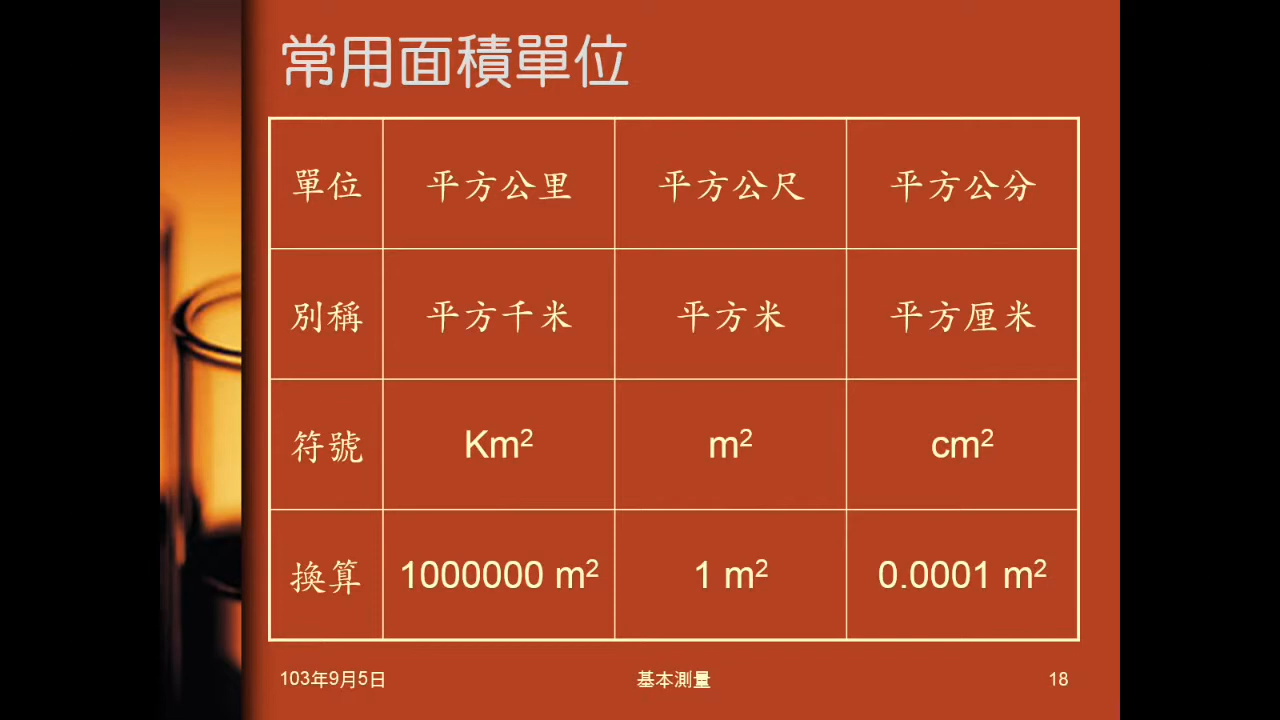 常用面積單位
單位 平方公里 平方公尺 平方公分
別稱 平方千米 平方米 平方厘米
符號 Km² m² cm²
換算 1000000 m² 1 m² 0.0001 m²
103年9月5日 基本測量 18